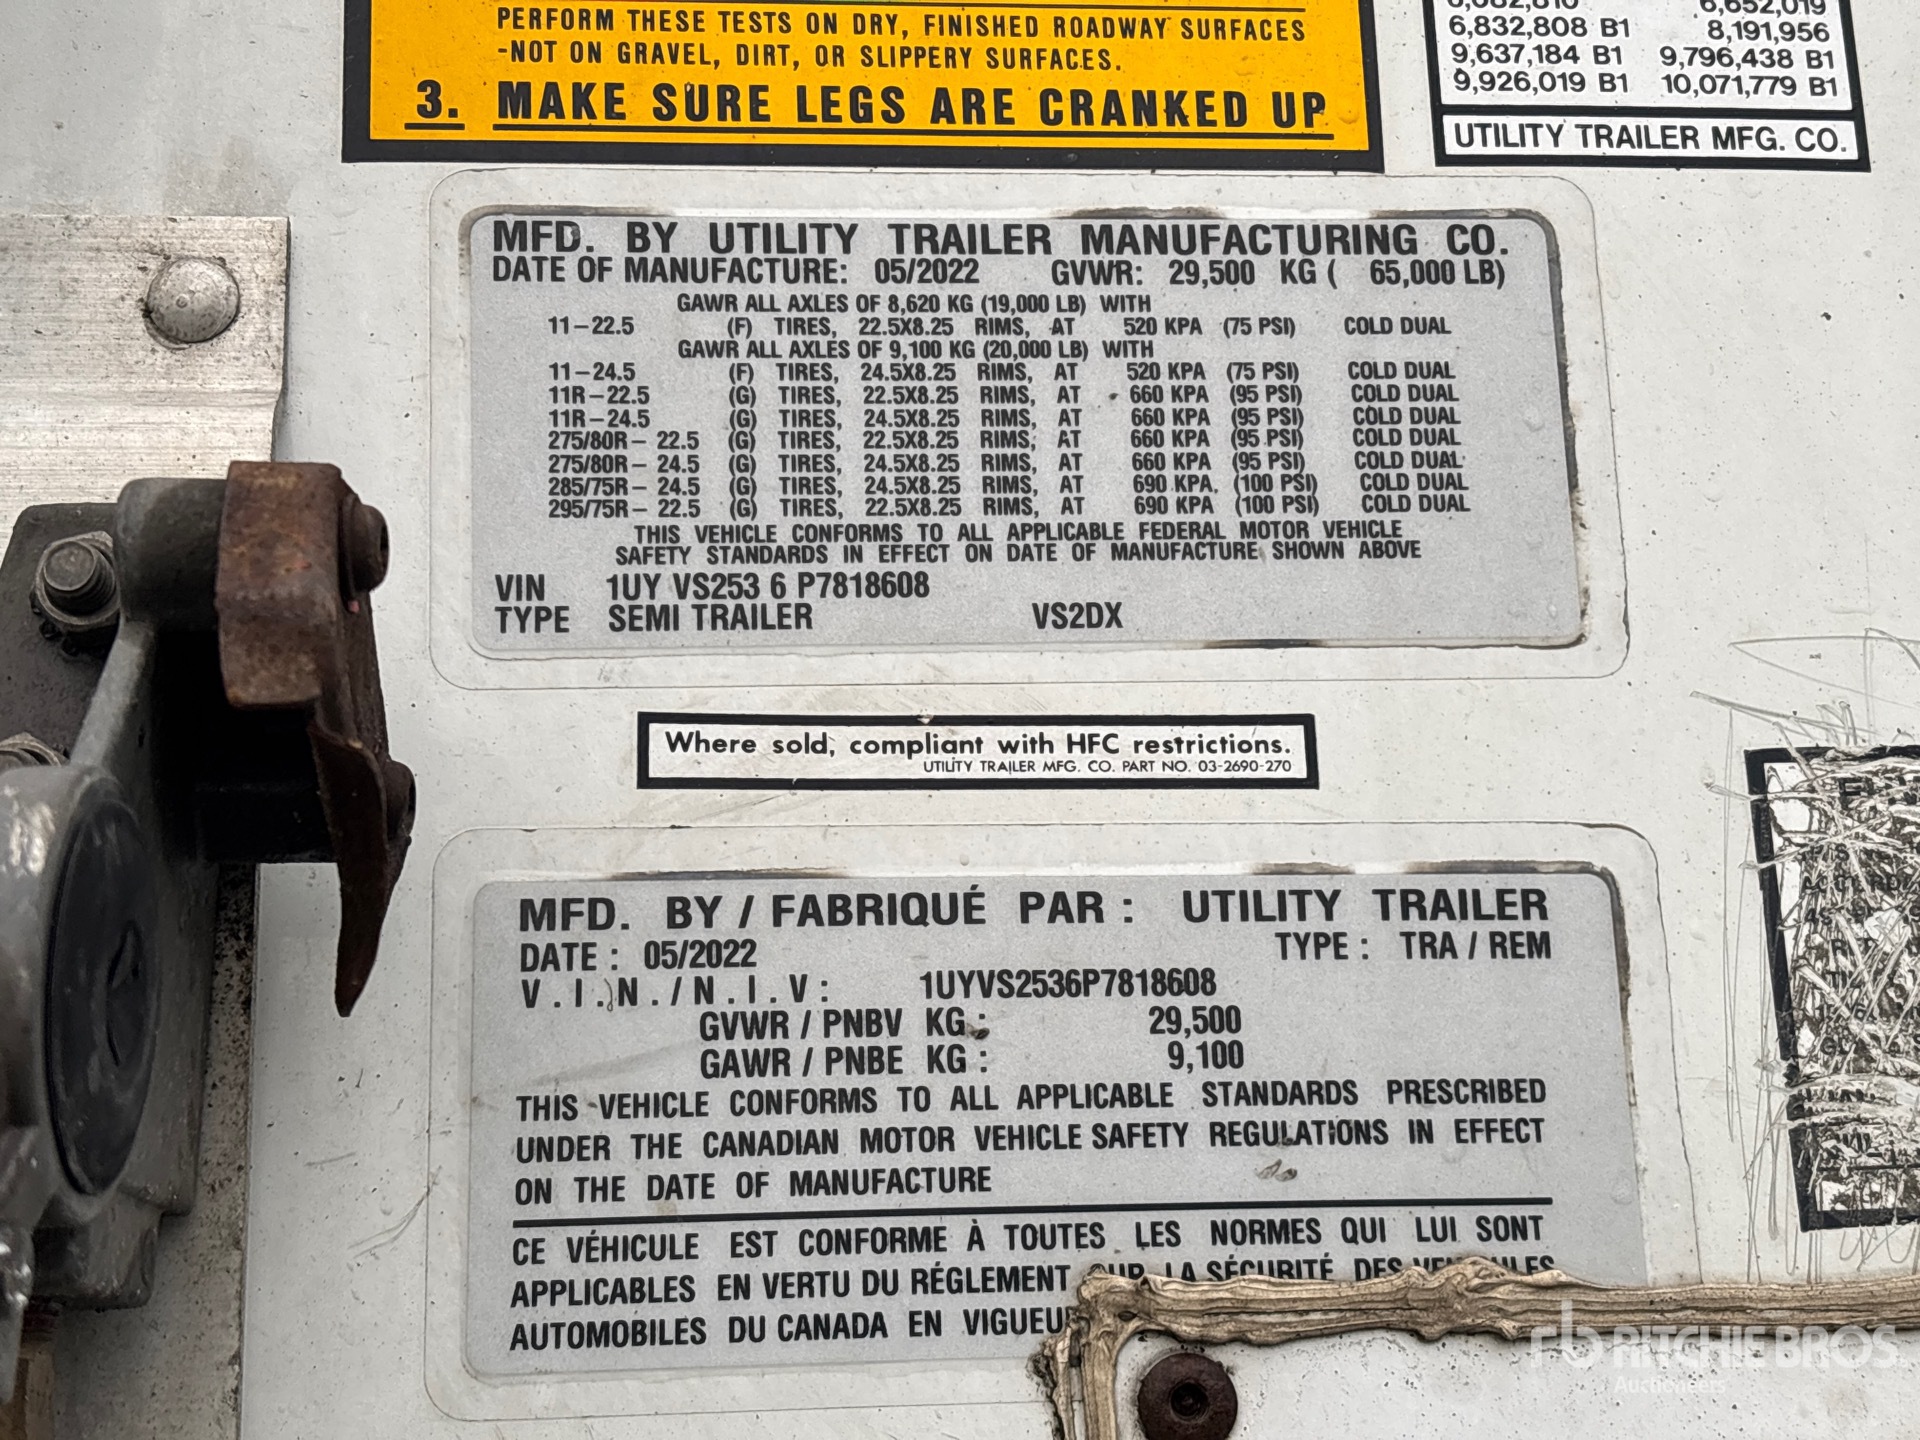 PERFORM THESE TESTS ON DRY, FINISHED ROADWAY SURFACES
-NOT ON GRAVEL, DIRT, OR SLIPPERY SURFACES.
3. MAKE SURE LEGS ARE CRANKED UP
6,652,019
6,832,808 B1 8,191,956
9,637,184 B1 9,796,438 B1
9,926,019 B1 10,071,779 B1
UTILITY TRAILER MFG. CO.
MFD. BY UTILITY TRAILER MANUFACTURING CO.
DATE OF MANUFACTURE: 05/2022 GVWR: 29,500 KG ( 65,000 LB)
GAWR ALL AXLES OF 8,620 KG (19,000 LB) WITH
11-22.5 (F) TIRES, 22.5X8.25 RIMS, AT 520 KPA (75 PSI) COLD DUAL
GAWR ALL AXLES OF 9,100 KG (20,000 LB) WITH
11-24.5 (F) TIRES, 24.5X8.25 RIMS, AT 520 KPA (75 PSI) COLD DUAL
11R-22.5 (G) TIRES, 22.5X8.25 RIMS, AT 660 KPA (95 PSI) COLD DUAL
11R-24.5 (G) TIRES, 24.5X8.25 RIMS, AT 660 KPA (95 PSI) COLD DUAL
275/80R- 22.5 (G) TIRES, 22.5X8.25 RIMS, AT 660 KPA (95 PSI) COLD DUAL
275/80R- 24.5 (G) TIRES, 24.5X8.25 RIMS, AT 660 KPA (95 PSI) COLD DUAL
285/75R- 24.5 (G) TIRES, 24.5X8.25 RIMS, AT 690 KPA, (100 PSI) COLD DUAL
295/75R- 22.5 (G) TIRES, 22.5X8.25 RIMS, AT 690 KPA (100 PSI) COLD DUAL
THIS VEHICLE CONFORMS TO ALL APPLICABLE FEDERAL MOTOR VEHICLE
SAFETY STANDARDS IN EFFECT ON DATE OF MANUFACTURE SHOWN ABOVE
VIN 1UY VS253 6 P7818608
TYPE SEMI TRAILER VS2DX
Where sold, compliant with HFC restrictions.
UTILITY TRAILER MFG. CO. PART NO. 03-2690-270
MFD. BY / FABRIQUÉ PAR : UTILITY TRAILER
DATE : 05/2022 TYPE : TRA / REM
V.I.N./N.I.V: 1UYVS2536P7818608
GVWR / PNBV KG : 29,500
GAWR / PNBE KG : 9,100
THIS VEHICLE CONFORMS TO ALL APPLICABLE STANDARDS PRESCRIBED
UNDER THE CANADIAN MOTOR VEHICLE SAFETY REGULATIONS IN EFFECT
ON THE DATE OF MANUFACTURE
CE VÉHICULE EST CONFORME À TOUTES LES NORMES QUI LUI SONT
APPLICABLES EN VERTU DU RÉGLEMENT SUR LA SÉCURITÉ DES
AUTOMOBILES DU CANADA EN
rb RITCHIE BROS.
Auctioneers